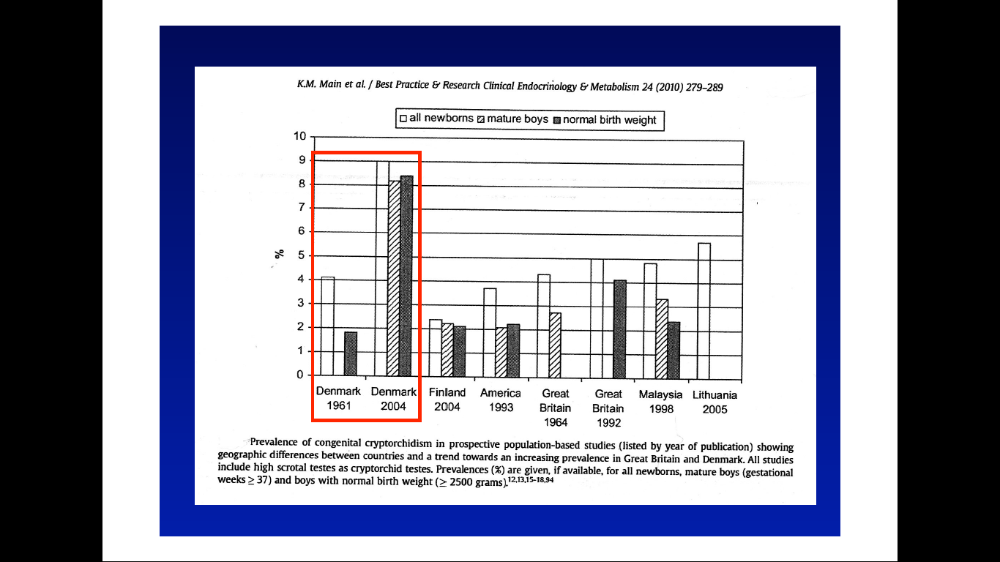 K.M. Main et al. / Best Practice & Research Clinical Endocrinology & Metabolism 24 (2010) 279–289
all newborns mature boys normal birth weight
10
9
8
7
6
5
4
3
2
1
0
%
Denmark 1961
Denmark 2004
Finland 2004
America 1993
Great Britain 1964
Great Britain 1992
Malaysia 1998
Lithuania 2005
Prevalence of congenital cryptorchidism in prospective population-based studies (listed by year of publication) showing
geographic differences between countries and a trend towards an increasing prevalence in Great Britain and Denmark. All studies
include high scrotal testes as cryptorchid testes. Prevalences (%) are given, if available, for all newborns, mature boys (gestational
weeks ≥ 37) and boys with normal birth weight (≥ 2500 grams).12,13,15–18,94